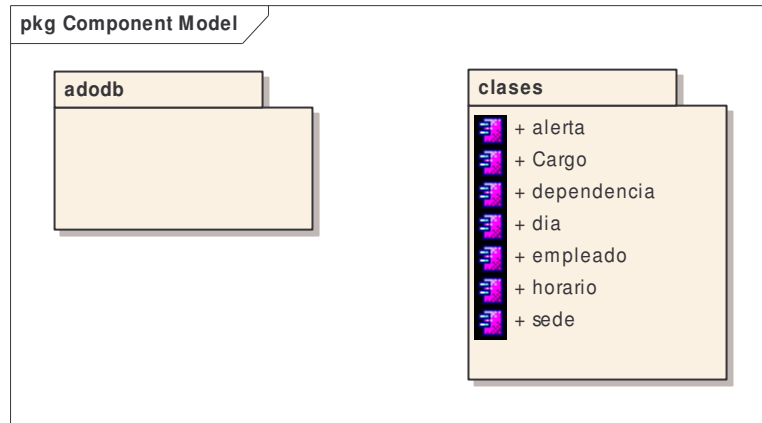 pkg Component Model
adodb
clases
+ alerta
+ Cargo
+ dependencia
+ dia
+ empleado
+ horario
+ sede